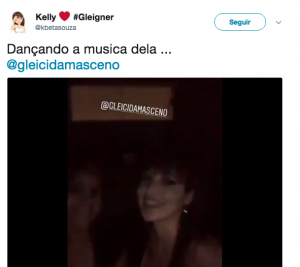 Kelly ❤ #Gleigner
@kbetasouza
Seguir
Dançando a musica dela ...
@gleicidamasceno
@GLEICIDAMASCENO